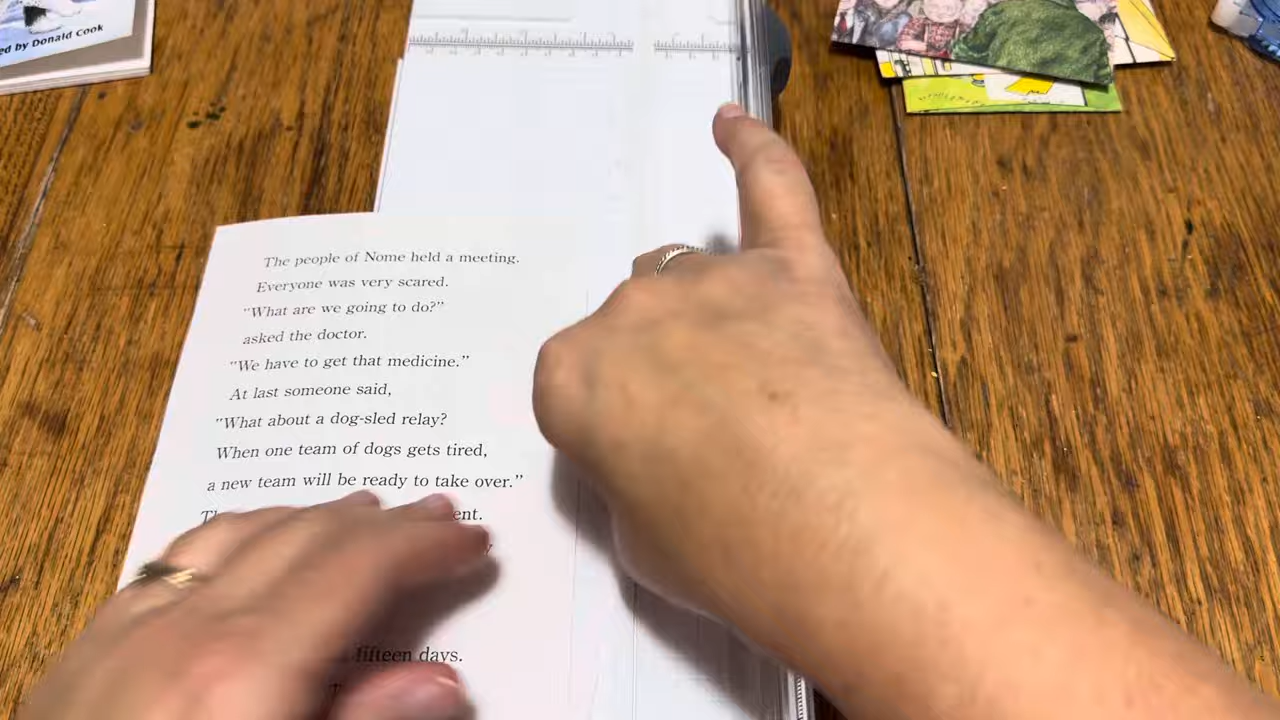 ed by Donald Cook
The people of Nome held a meeting.
Everyone was very scared.
"What are we going to do?"
asked the doctor.
"We have to get that medicine."
At last someone said,
"What about a dog-sled relay?
When one team of dogs gets tired,
a new team will be ready to take over."
fifteen days.